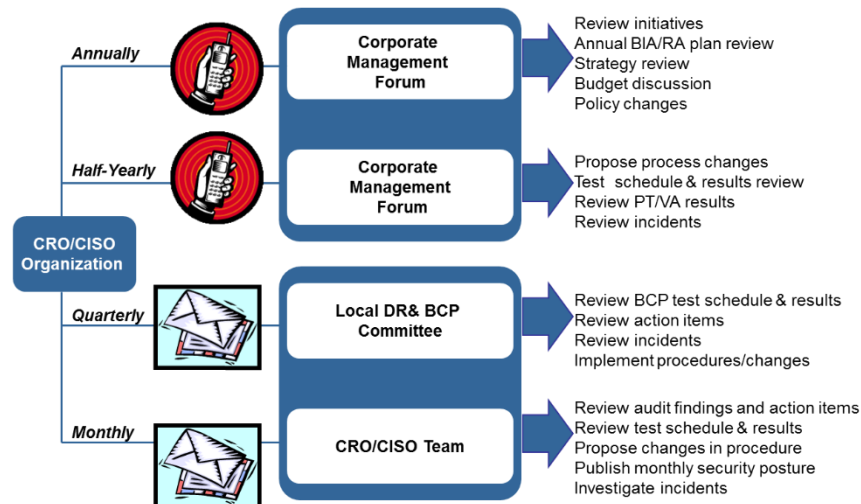 Annually
Corporate
Management
Forum
Review initiatives
Annual BIA/RA plan review
Strategy review
Budget discussion
Policy changes
Half-Yearly
Corporate
Management
Forum
Propose process changes
Test schedule & results review
Review PT/VA results
Review incidents
CRO/CISO
Organization
Quarterly
Local DR& BCP
Committee
Review BCP test schedule & results
Review action items
Review incidents
Implement procedures/changes
Monthly
CRO/CISO Team
Review audit findings and action items
Review test schedule & results
Propose changes in procedure
Publish monthly security posture
Investigate incidents